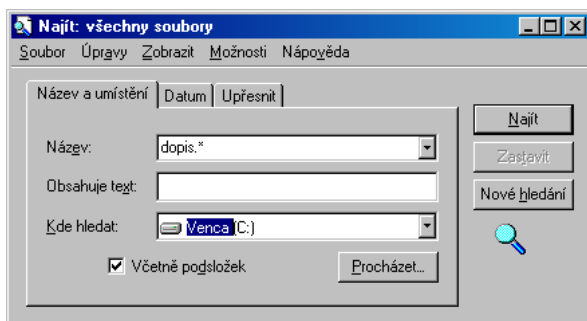 Najít: všechny soubory
Soubor Úpravy Zobrazit Možnosti Nápověda
Název a umístění Datum Upřesnit
Najít
Název: dopis.*
Zastavit
Obsahuje text:
Nové hledání
Kde hledat: Venca (C:)
Včetně podsložek Procházet...